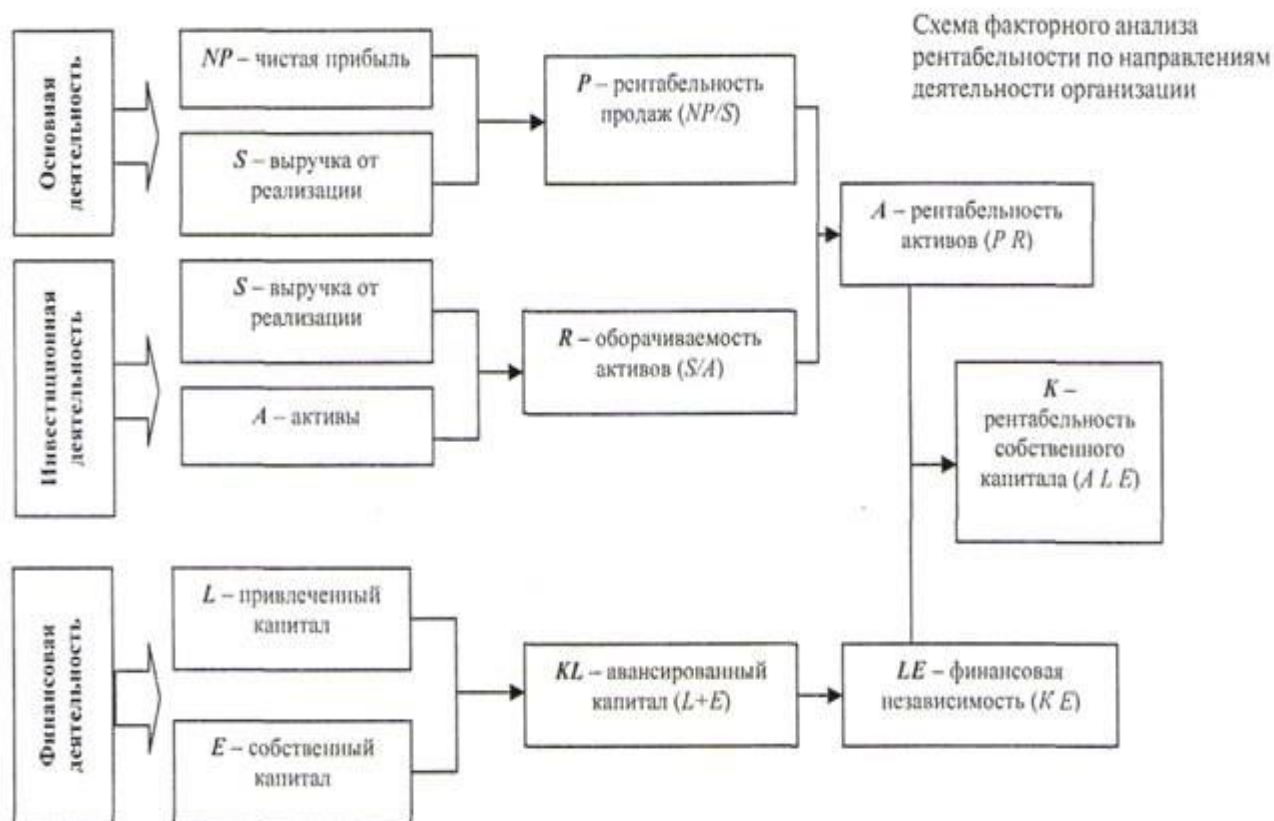 Схема факторного анализа
рентабельности по направлениям
деятельности организации
Основная
деятельность
NP – чистая прибыль
S – выручка от
реализации
P – рентабельность
продаж (NP/S)
A – рентабельность
активов (P R)
Инвестиционная
деятельность
S – выручка от
реализации
A – активы
R – оборачиваемость
активов (S/A)
K –
рентабельность
собственного
капитала (A L E)
Финансовая
деятельность
L – привлеченный
капитал
E – собственный
капитал
KL – авансированный
капитал (L+E)
LE – финансовая
независимость (K E)